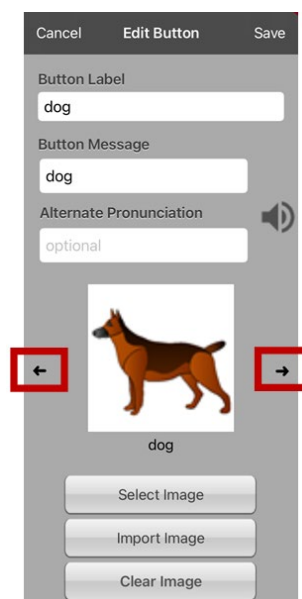 Cancel Edit Button Save
Button Label
dog
Button Message
dog
Alternate Pronunciation
optional
← →
dog
Select Image
Import Image
Clear Image